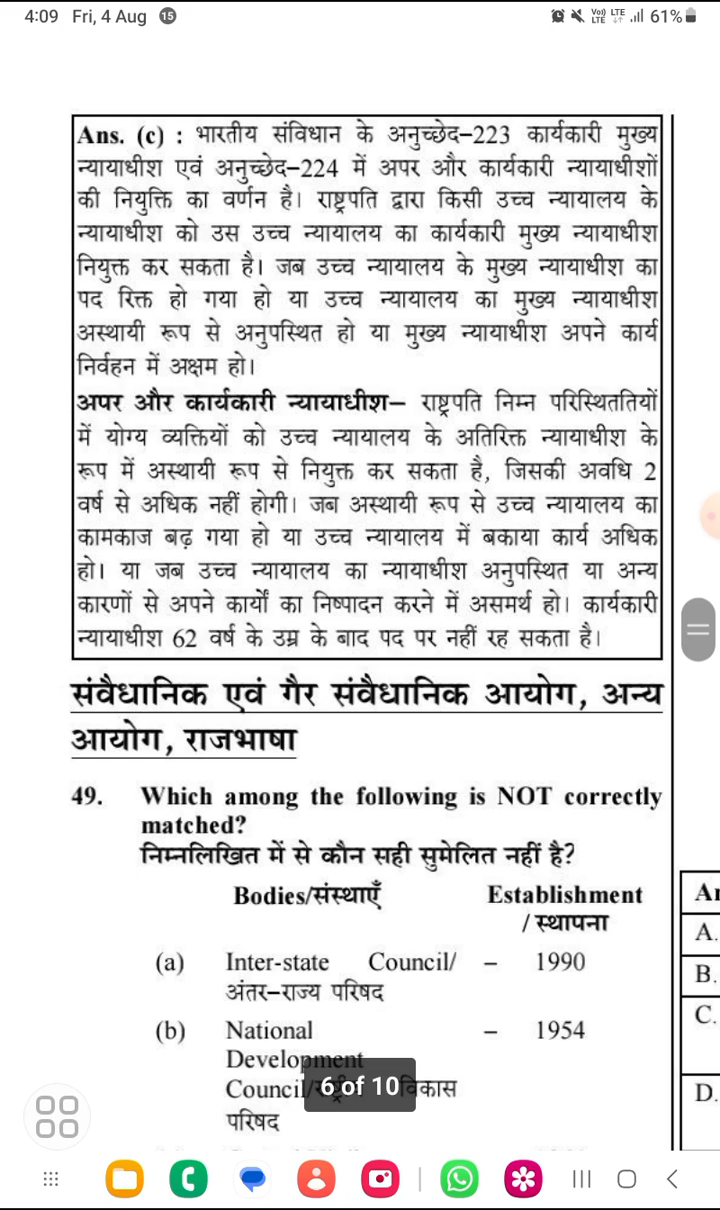 4:09 Fri, 4 Aug 15
Vo)) LTE LTE 61%
Ans. (c) : भारतीय संविधान के अनुच्छेद–223 कार्यकारी मुख्य
न्यायाधीश एवं अनुच्छेद–224 में अपर और कार्यकारी न्यायाधीशों
की नियुक्ति का वर्णन है। राष्ट्रपति द्वारा किसी उच्च न्यायालय के
न्यायाधीश को उस उच्च न्यायालय का कार्यकारी मुख्य न्यायाधीश
नियुक्त कर सकता है। जब उच्च न्यायालय के मुख्य न्यायाधीश का
पद रिक्त हो गया हो या उच्च न्यायालय का मुख्य न्यायाधीश
अस्थायी रूप से अनुपस्थित हो या मुख्य न्यायाधीश अपने कार्य
निर्वहन में अक्षम हो।
अपर और कार्यकारी न्यायाधीश– राष्ट्रपति निम्न परिस्थिततियों
में योग्य व्यक्तियों को उच्च न्यायालय के अतिरिक्त न्यायाधीश के
रूप में अस्थायी रूप से नियुक्त कर सकता है, जिसकी अवधि 2
वर्ष से अधिक नहीं होगी। जब अस्थायी रूप से उच्च न्यायालय का
कामकाज बढ़ गया हो या उच्च न्यायालय में बकाया कार्य अधिक
हो। या जब उच्च न्यायालय का न्यायाधीश अनुपस्थित या अन्य
कारणों से अपने कार्यों का निष्पादन करने में असमर्थ हो। कार्यकारी
न्यायाधीश 62 वर्ष के उम्र के बाद पद पर नहीं रह सकता है।
संवैधानिक एवं गैर संवैधानिक आयोग, अन्य
आयोग, राजभाषा
49. Which among the following is NOT correctly
matched?
निम्नलिखित में से कौन सही सुमेलित नहीं है?
Bodies/संस्थाएँ Establishment
/स्थापना
(a) Inter-state Council/ – 1990
अंतर–राज्य परिषद
(b) National – 1954
Development
Council/ विकास
परिषद
6 of 10
A.
B.
C.
D.